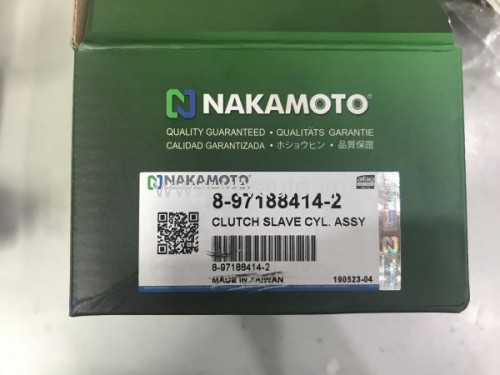 NAKAMOTO®
QUALITY GUARANTEED • QUALITATS GARANTIE
CALIDAD GARANTIZADA • ホショウヒン • 品質保證
NAKAMOTO
8-97188414-2
CLUTCH SLAVE CYL. ASSY
8-97188414-2
MADE IN TAIWAN
190523-04